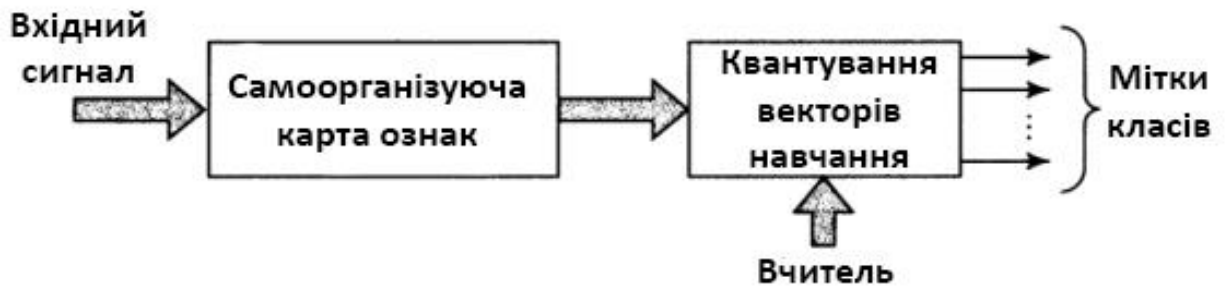 Вхідний
сигнал
Самоорганізуюча
карта ознак
Квантування
векторів
навчання
Мітки
класів
Вчитель